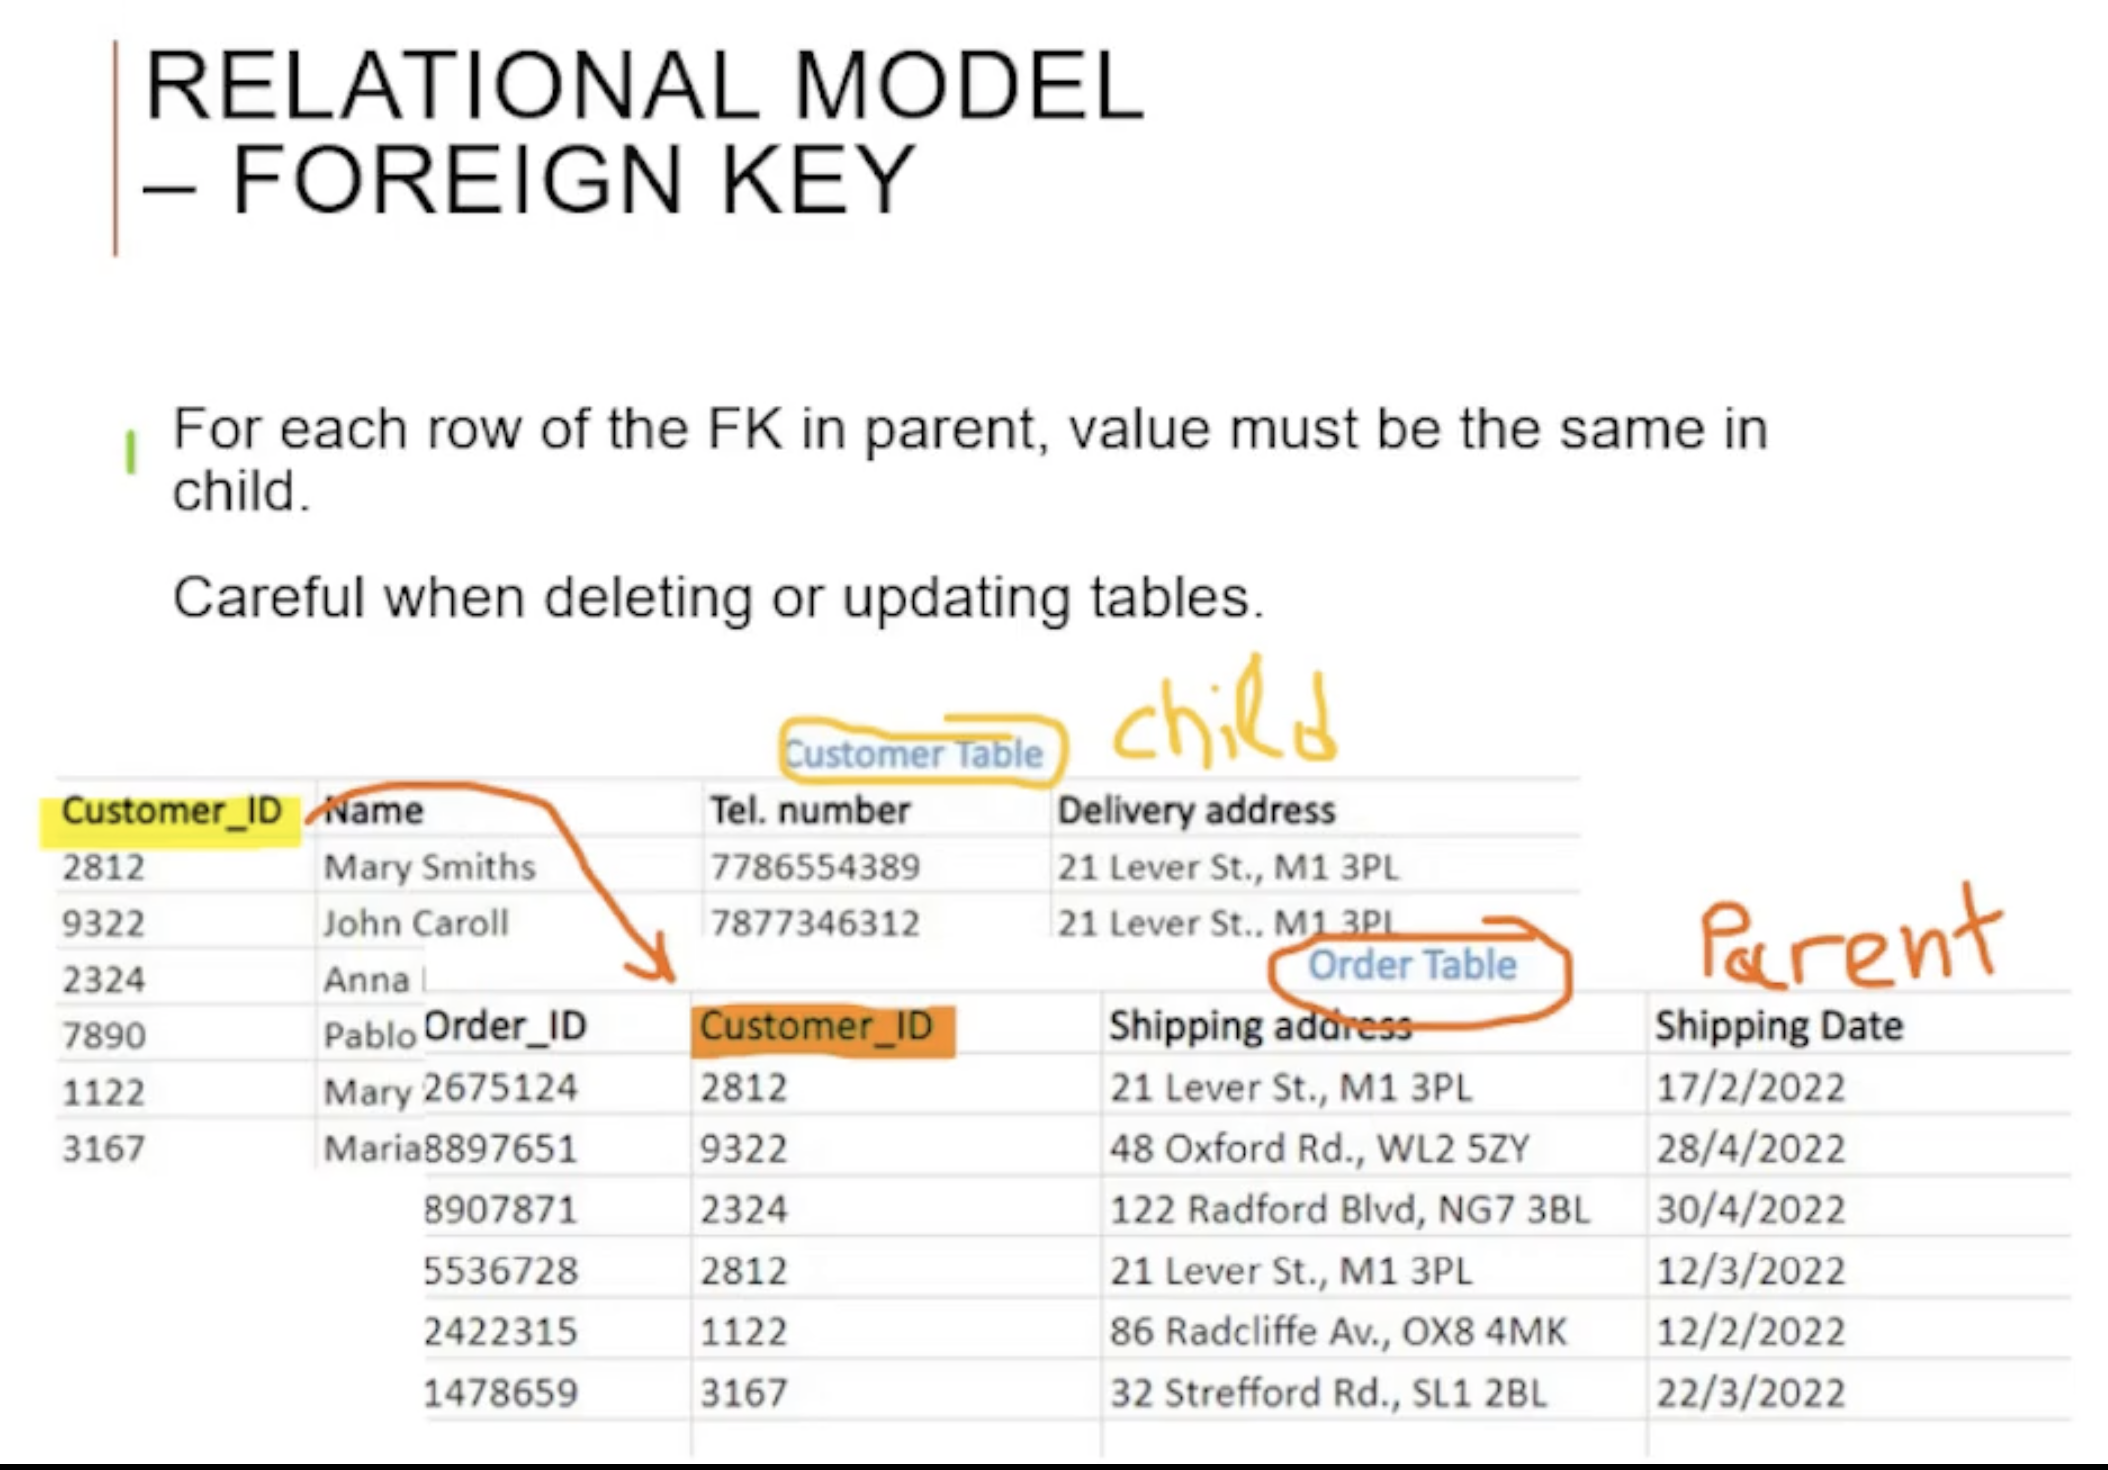 RELATIONAL MODEL
– FOREIGN KEY
For each row of the FK in parent, value must be the same in
child.
Careful when deleting or updating tables.
Customer Table child
Customer_ID Name Tel. number Delivery address
2812 Mary Smiths 7786554389 21 Lever St., M1 3PL
9322 John Caroll 7877346312 21 Lever St., M1 3PL
2324 Anna
7890 Pablo
1122 Mary
3167 Maria
Order Table Parent
Order_ID Customer_ID Shipping address Shipping Date
2675124 2812 21 Lever St., M1 3PL 17/2/2022
8897651 9322 48 Oxford Rd., WL2 5ZY 28/4/2022
8907871 2324 122 Radford Blvd, NG7 3BL 30/4/2022
5536728 2812 21 Lever St., M1 3PL 12/3/2022
2422315 1122 86 Radcliffe Av., OX8 4MK 12/2/2022
1478659 3167 32 Strefford Rd., SL1 2BL 22/3/2022